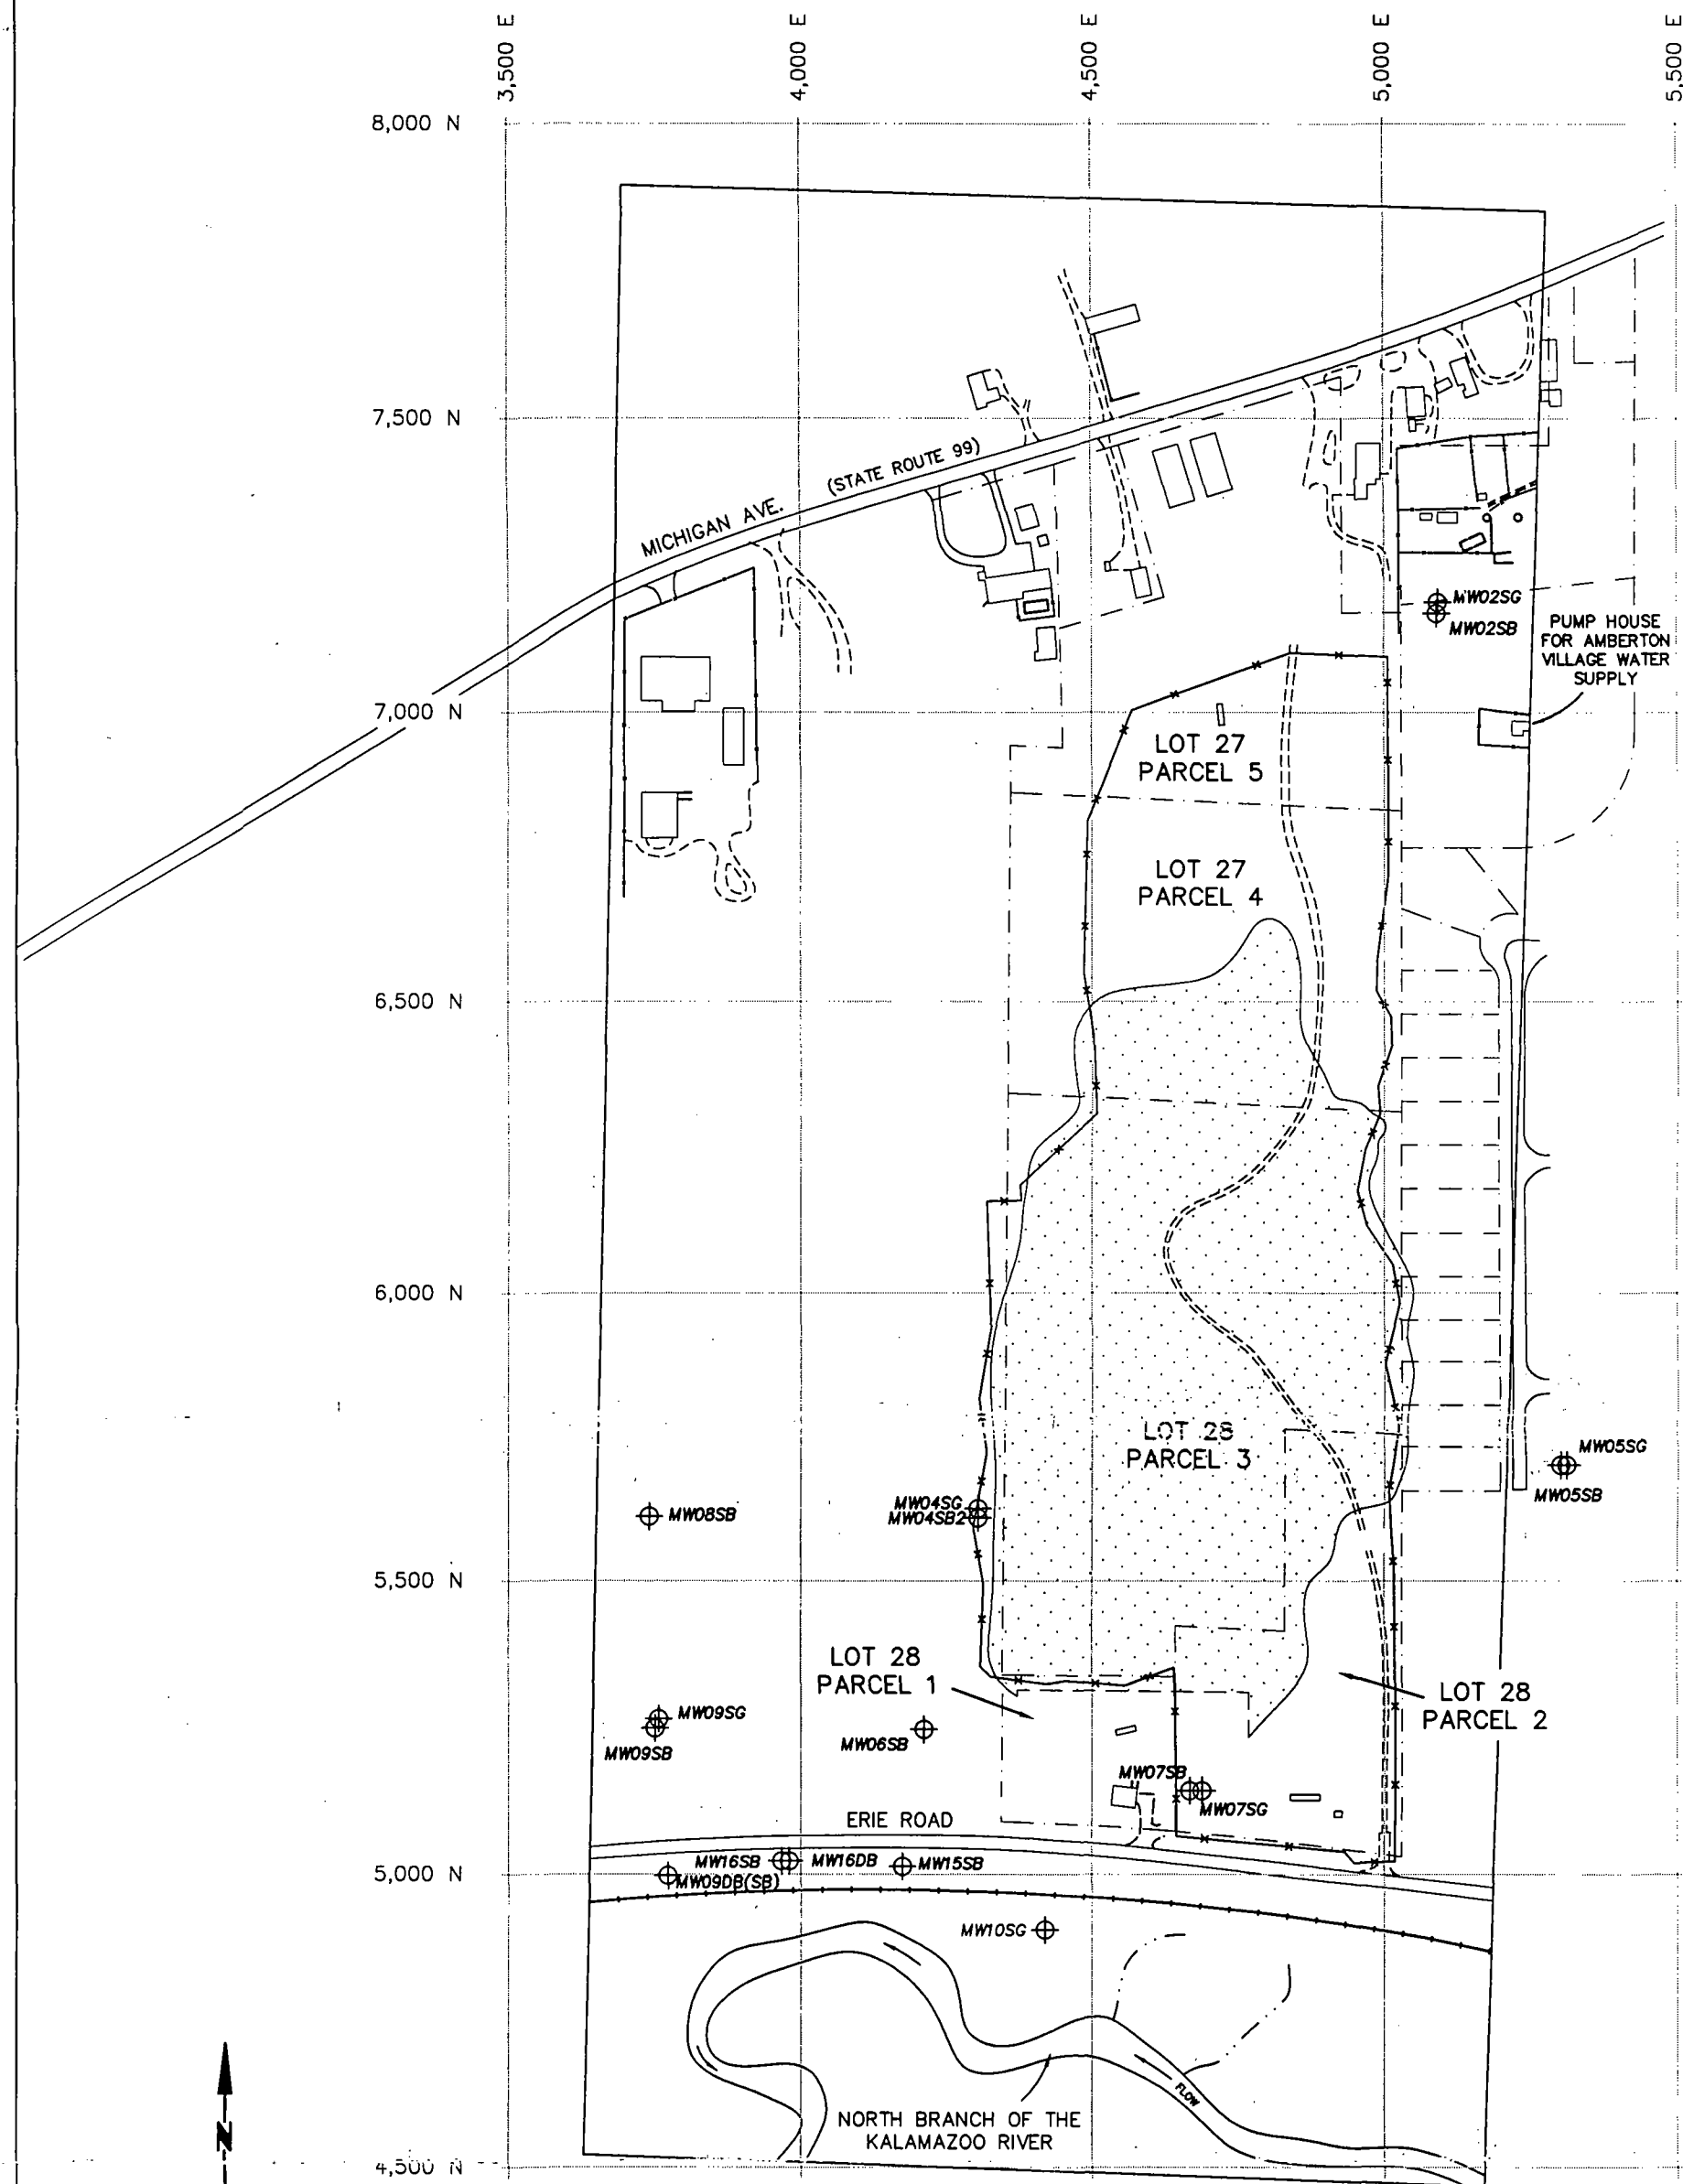 3,500 E
4,000 E
4,500 E
5,000 E
5,500 E
8,000 N
7,500 N
(STATE ROUTE 99)
MICHIGAN AVE.
MW02SG
MW02SB
PUMP HOUSE
FOR AMBERTON
VILLAGE WATER
SUPPLY
7,000 N
LOT 27
PARCEL 5
LOT 27
PARCEL 4
6,500 N
6,000 N
LOT 28
PARCEL 3
MW05SG
MW05SB
MW08SB
MW04SG
MW04SB2
5,500 N
LOT 28
PARCEL 1
LOT 28
PARCEL 2
MW09SG
MW09SB
MW06SB
MW07SB
MW07SG
ERIE ROAD
MW16SB
MW16DB
MW15SB
5,000 N
MW09DB(SB)
MW10SG
FLOW
NORTH BRANCH OF THE
KALAMAZOO RIVER
N
4,500 N